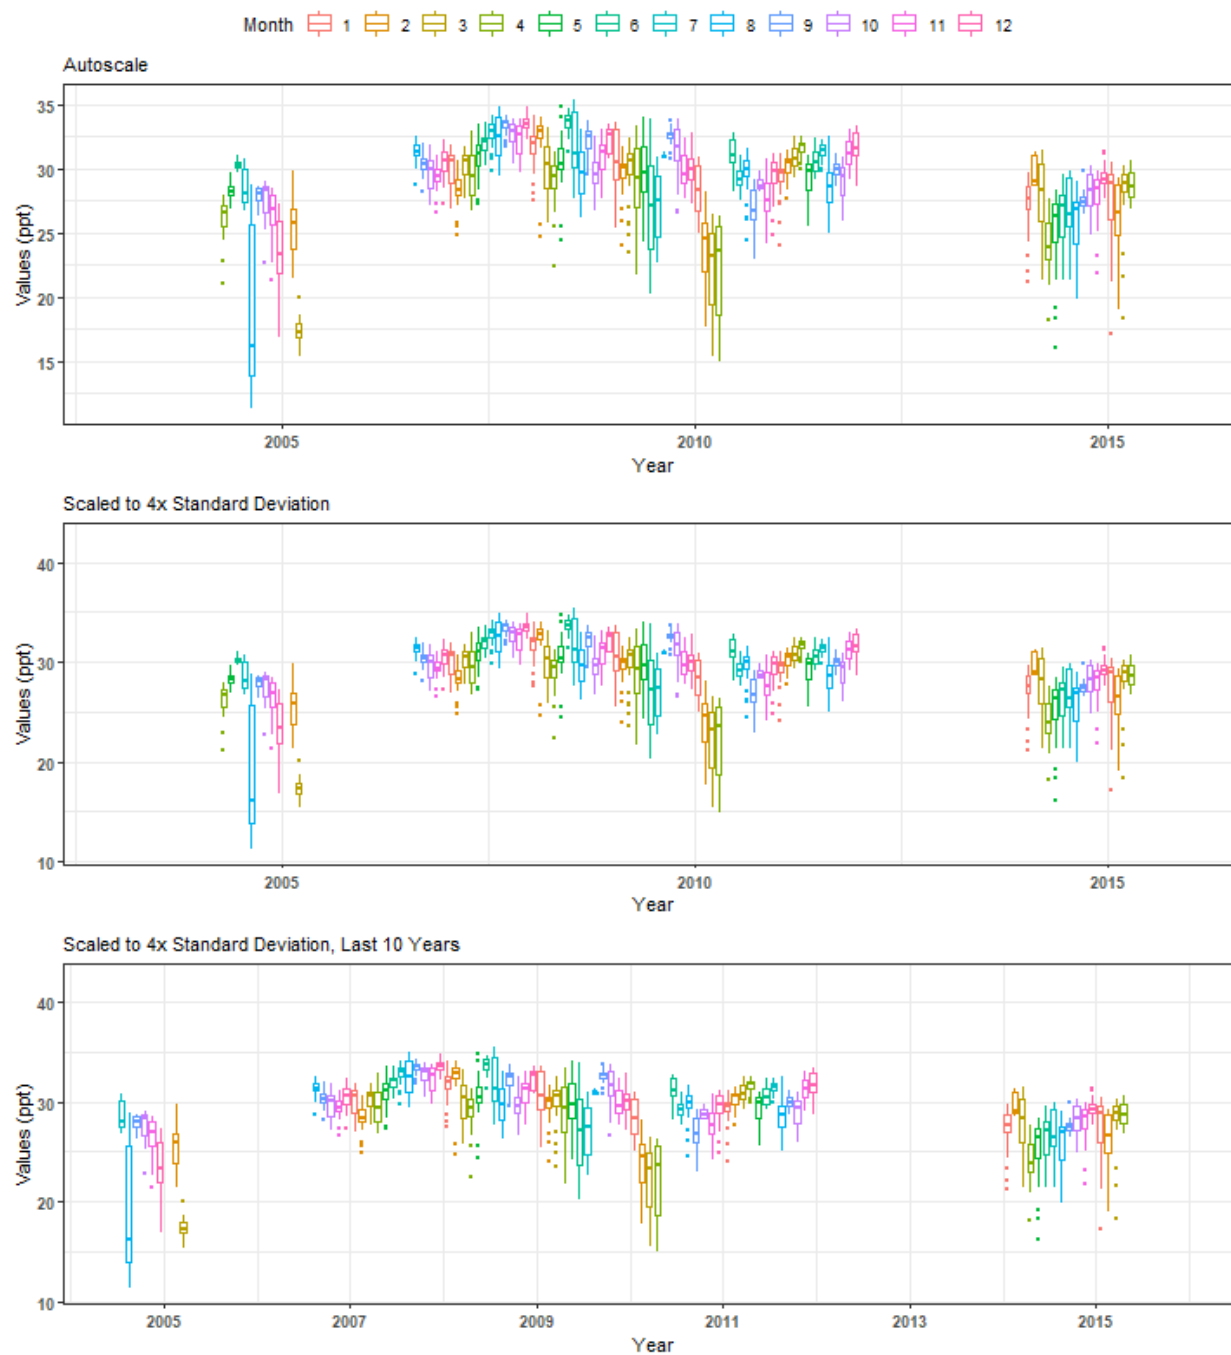 Month 1 2 3 4 5 6 7 8 9 10 11 12
Autoscale
35
30
25
20
15
Values (ppt)
2005 2010 2015
Year
Scaled to 4x Standard Deviation
40
30
20
10
Values (ppt)
2005 2010 2015
Year
Scaled to 4x Standard Deviation, Last 10 Years
40
30
20
10
Values (ppt)
2005 2007 2009 2011 2013 2015
Year